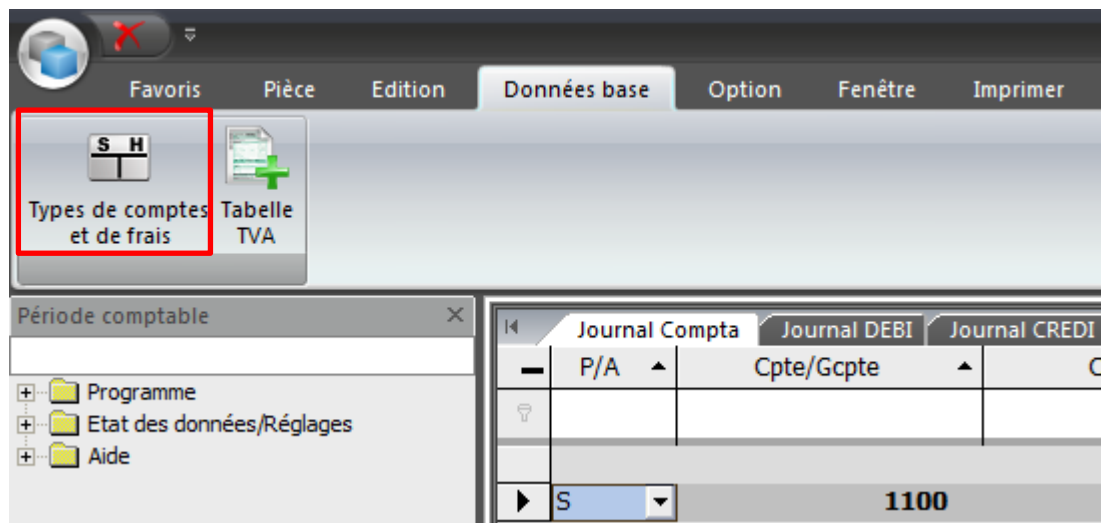 Favoris Pièce Edition Données base Option Fenêtre Imprimer
S H
Types de comptes et de frais
Tabelle TVA
Période comptable
Journal Compta Journal DEBI Journal CREDI
P/A Cpte/Gcpte C
Programme
Etat des données/Réglages
Aide
S 1100